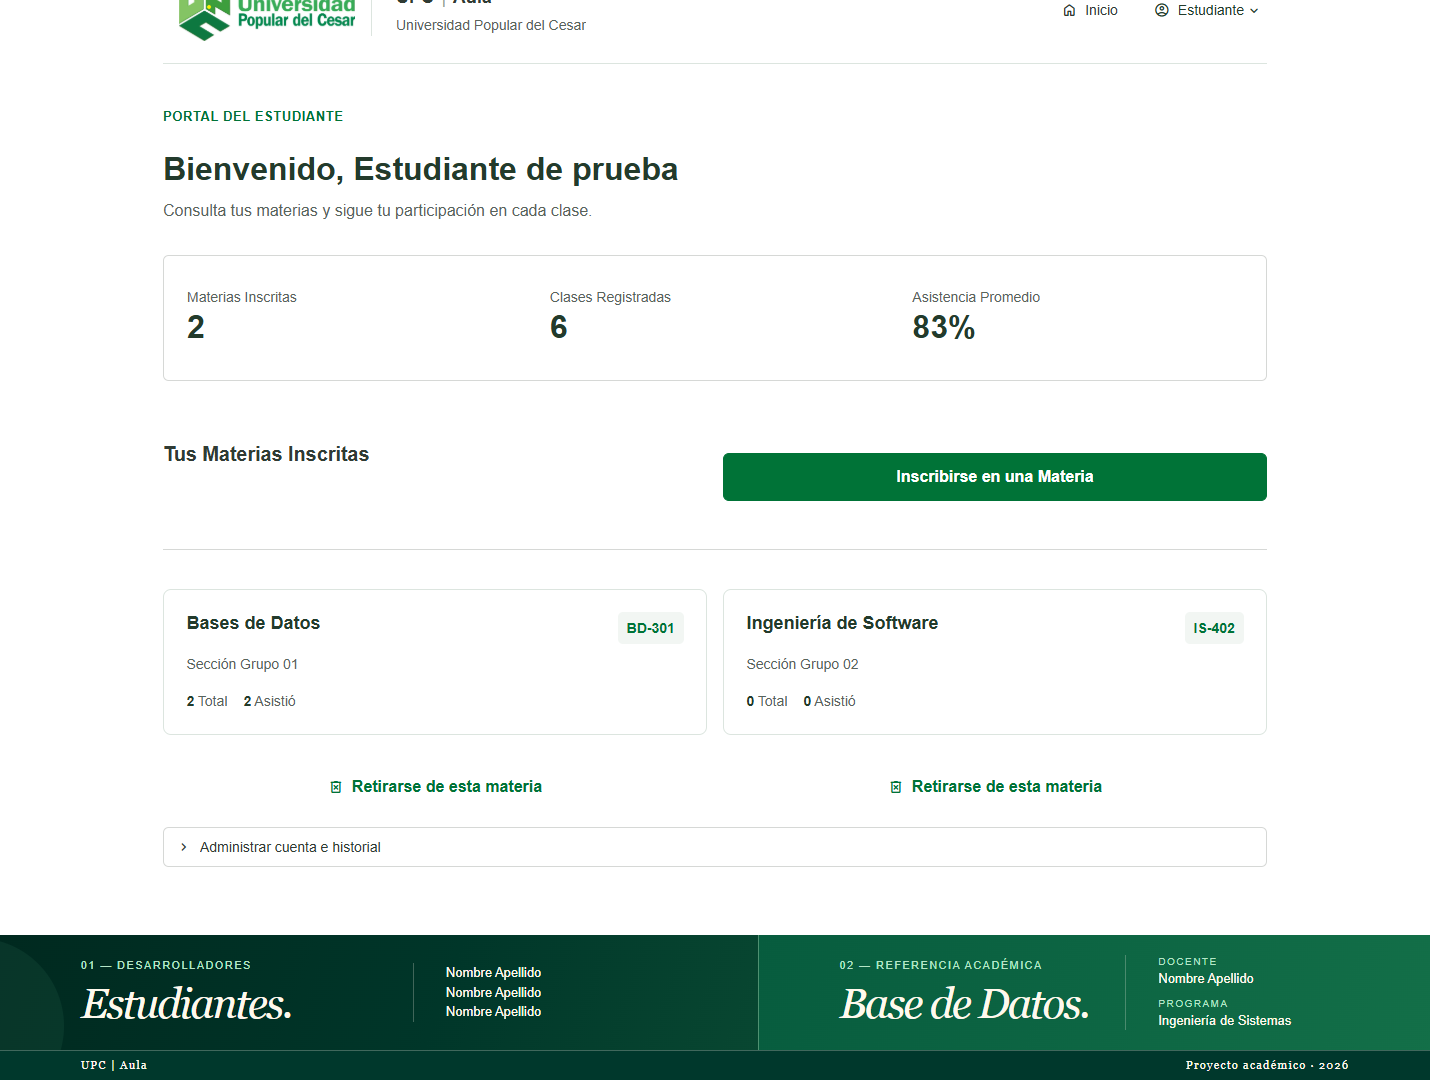 Universidad
Popular del Cesar
UPC | Aula
Universidad Popular del Cesar
Inicio
Estudiante
PORTAL DEL ESTUDIANTE
Bienvenido, Estudiante de prueba
Consulta tus materias y sigue tu participación en cada clase.
Materias Inscritas
2
Clases Registradas
6
Asistencia Promedio
83%
Tus Materias Inscritas
Inscribirse en una Materia
Bases de Datos
BD-301
Sección Grupo 01
2 Total 2 Asistió
Ingeniería de Software
IS-402
Sección Grupo 02
0 Total 0 Asistió
Retirarse de esta materia
Retirarse de esta materia
Administrar cuenta e historial
01 — DESARROLLADORES
Estudiantes.
Nombre Apellido
Nombre Apellido
Nombre Apellido
02 — REFERENCIA ACADÉMICA
Base de Datos.
DOCENTE
Nombre Apellido
PROGRAMA
Ingeniería de Sistemas
UPC | Aula
Proyecto académico · 2026